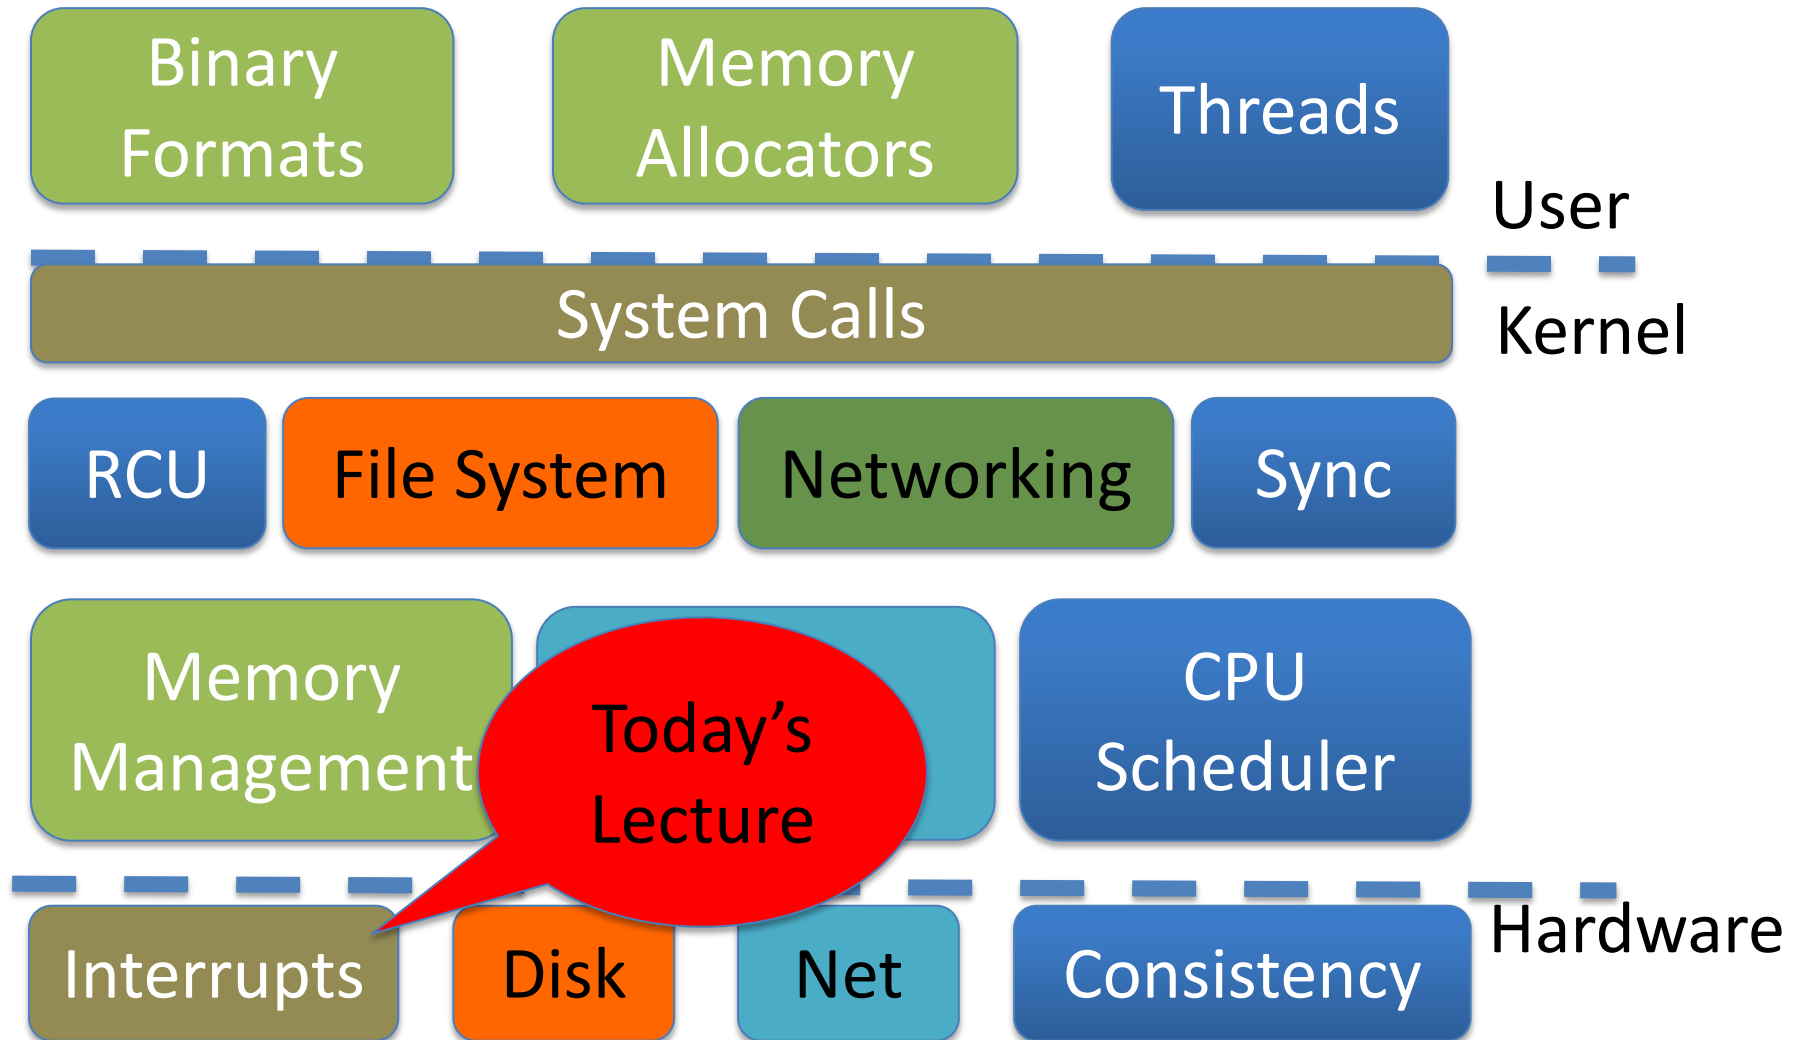 Binary
Formats
Memory
Allocators
Threads
User
System Calls
Kernel
RCU
File System
Networking
Sync
Memory
Management
Today’s
Lecture
CPU
Scheduler
Hardware
Interrupts
Disk
Net
Consistency